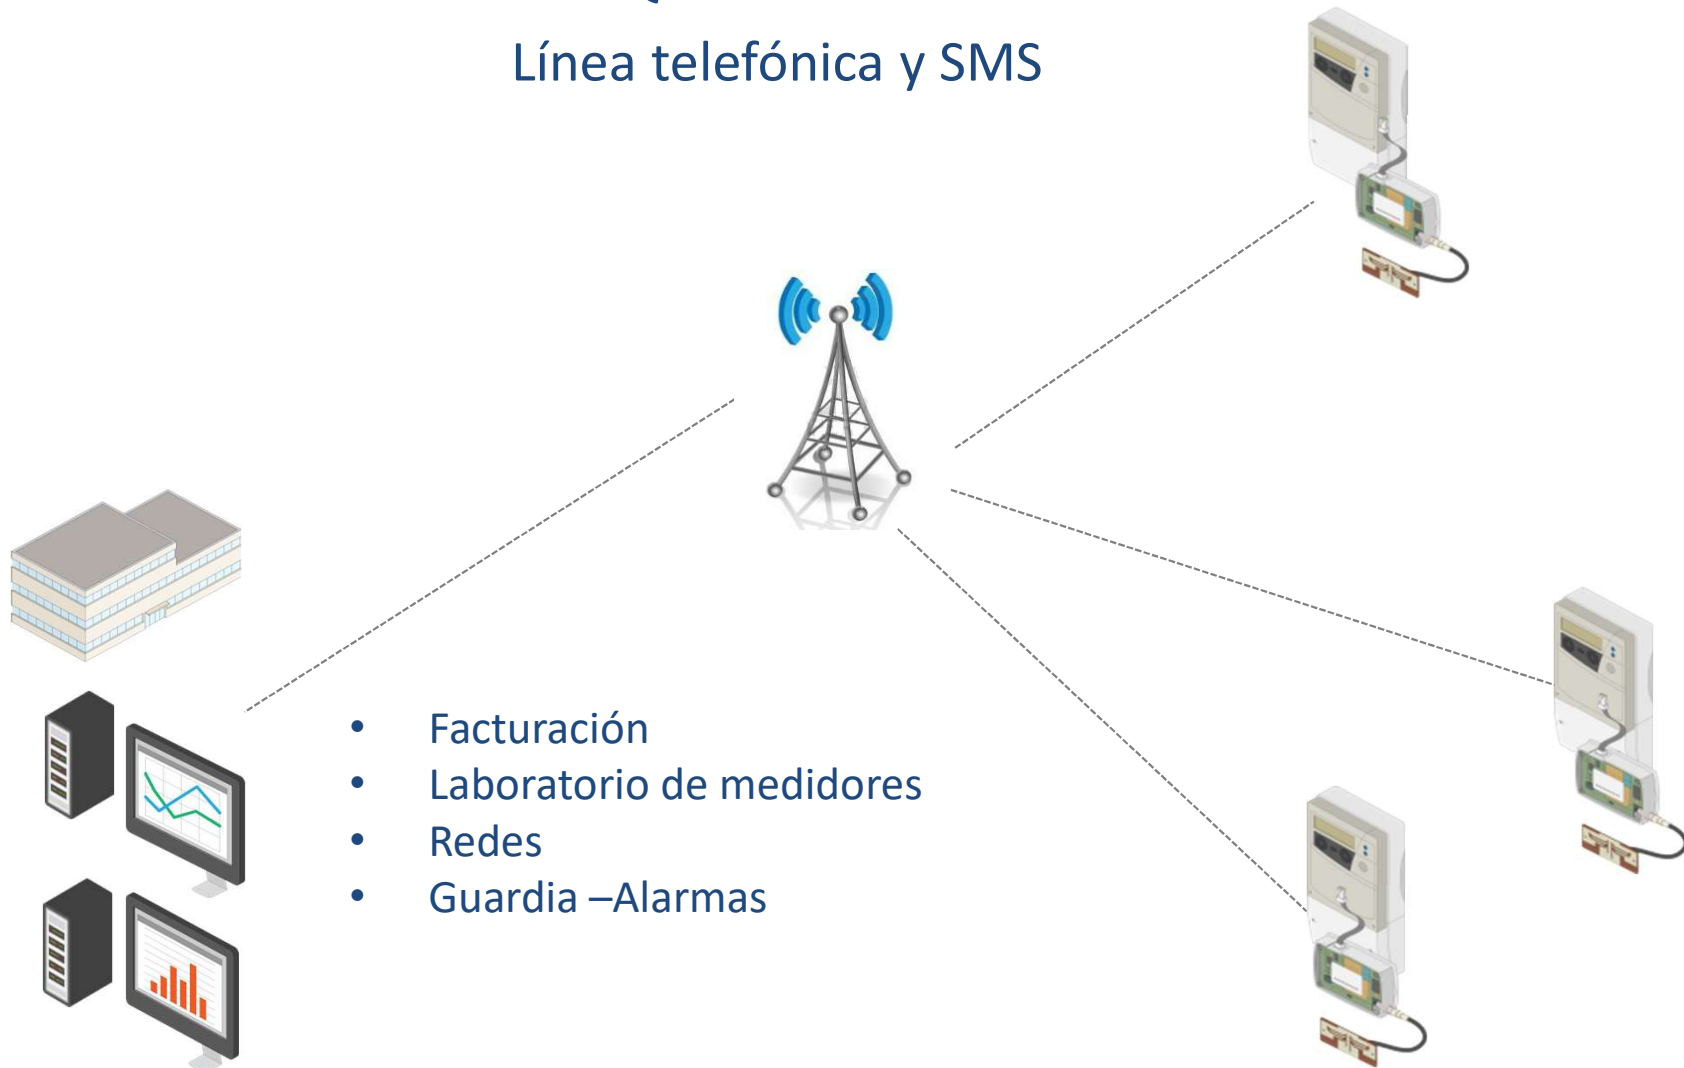 Línea telefónica y SMS
• Facturación
• Laboratorio de medidores
• Redes
• Guardia –Alarmas